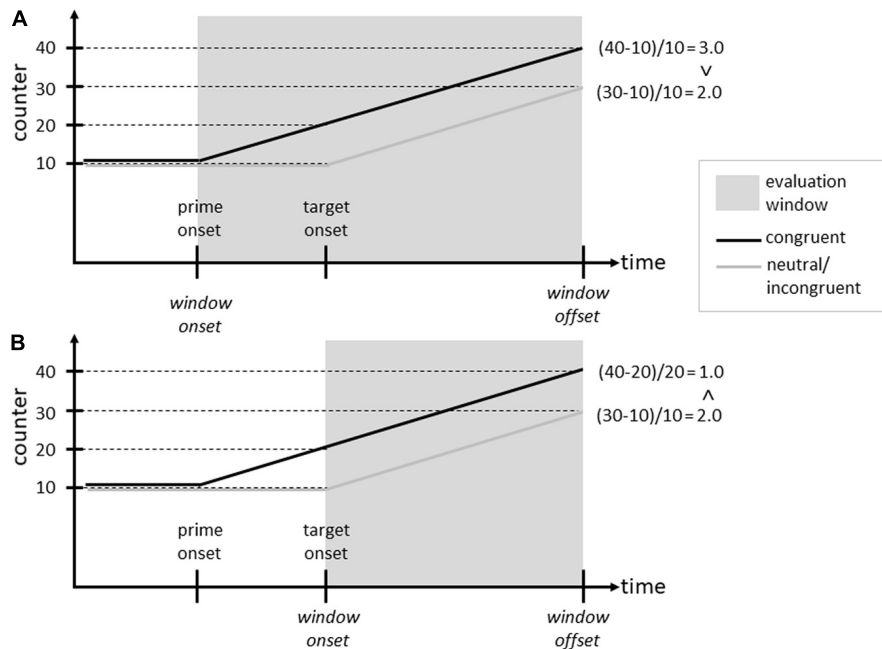 A
counter
40
30
20
10
(40-10)/10 = 3.0
>
(30-10)/10 = 2.0
prime
onset
target
onset
time
window
onset
window
offset
evaluation
window
congruent
neutral/
incongruent
B
counter
40
30
20
10
(40-20)/20 = 1.0
<
(30-10)/10 = 2.0
prime
onset
target
onset
time
window
onset
window
offset